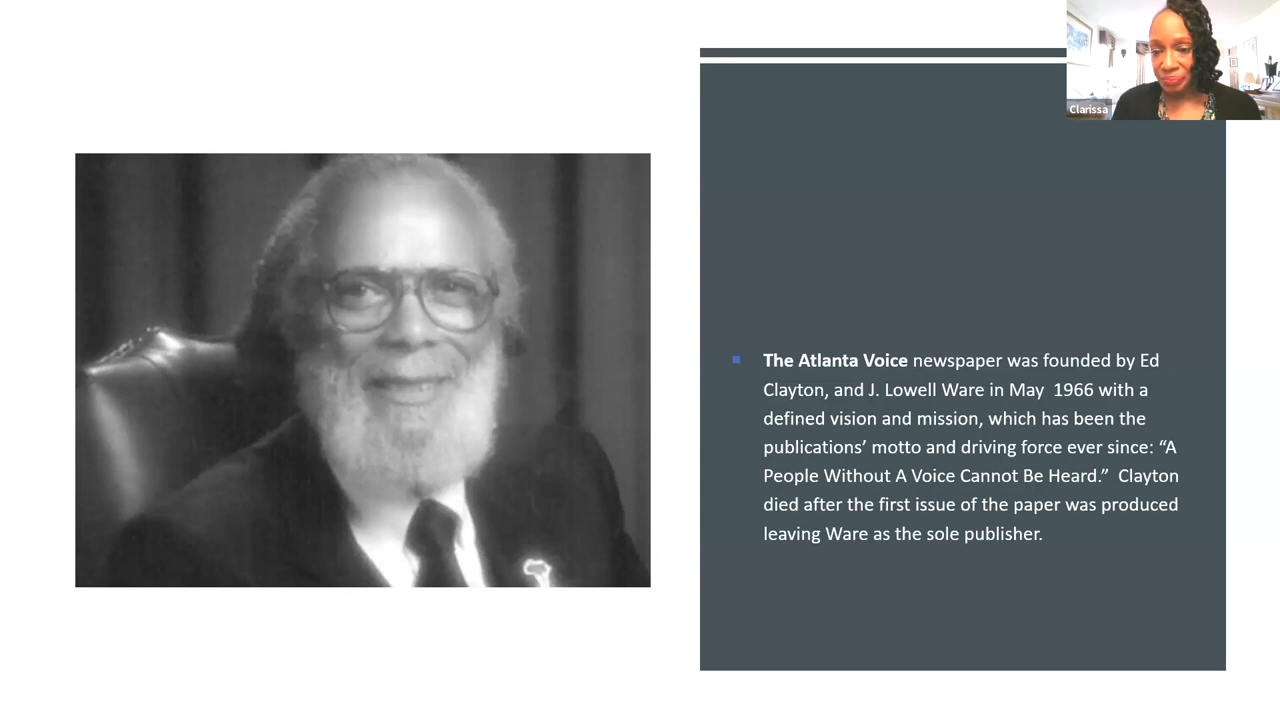 Clarissa
The Atlanta Voice newspaper was founded by Ed
Clayton, and J. Lowell Ware in May  1966 with a
defined vision and mission, which has been the
publications’ motto and driving force ever since: “A
People Without A Voice Cannot Be Heard.”  Clayton
died after the first issue of the paper was produced
leaving Ware as the sole publisher.